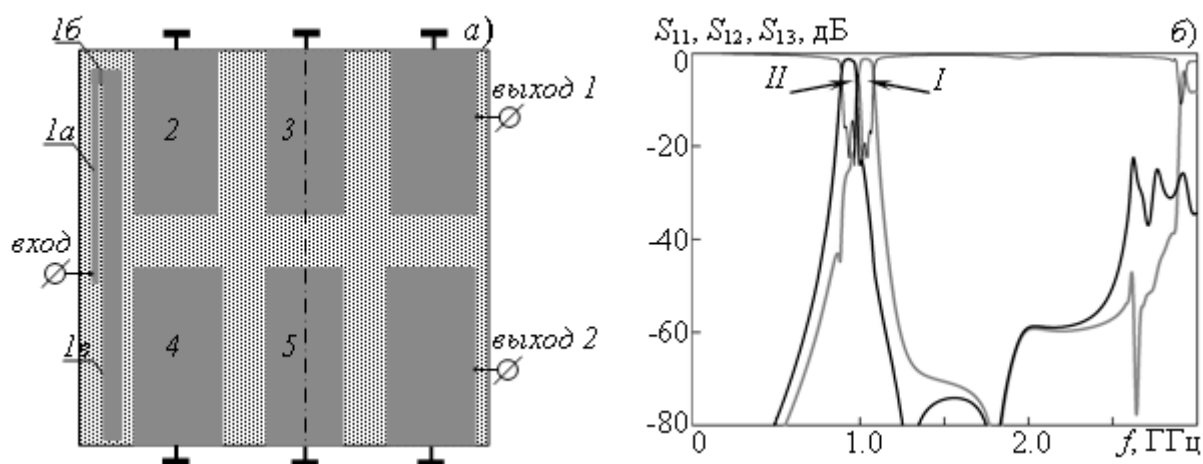 1б
а)
выход 1
1а
2
3
вход
1в
4
5
выход 2
S₁₁, S₁₂, S₁₃, дБ
б)
0
II
I
-20
-40
-60
-80
0
1.0
2.0
f, ГГц